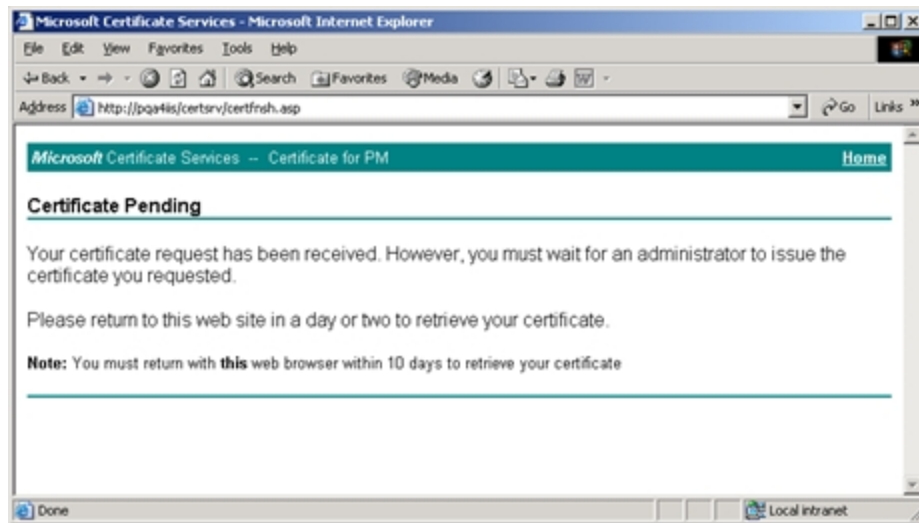 Microsoft Certificate Services - Microsoft Internet Explorer
File Edit View Favorites Tools Help
Back Search Favorites Media
Address http://pqa4iis/certsrv/certfnsh.asp Go Links »
Microsoft Certificate Services -- Certificate for PM Home
Certificate Pending
Your certificate request has been received. However, you must wait for an administrator to issue the
certificate you requested.
Please return to this web site in a day or two to retrieve your certificate.
Note: You must return with this web browser within 10 days to retrieve your certificate
Done Local intranet